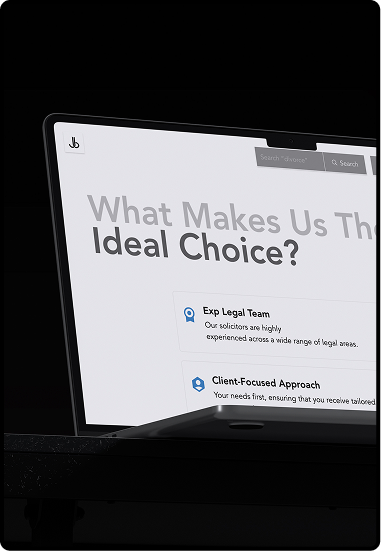 Jb
Search "divorce"
Search
What Makes Us The
Ideal Choice?
Exp Legal Team
Our solicitors are highly
experienced across a wide range of legal areas.
Client-Focused Approach
Your needs first, ensuring that you receive tailored